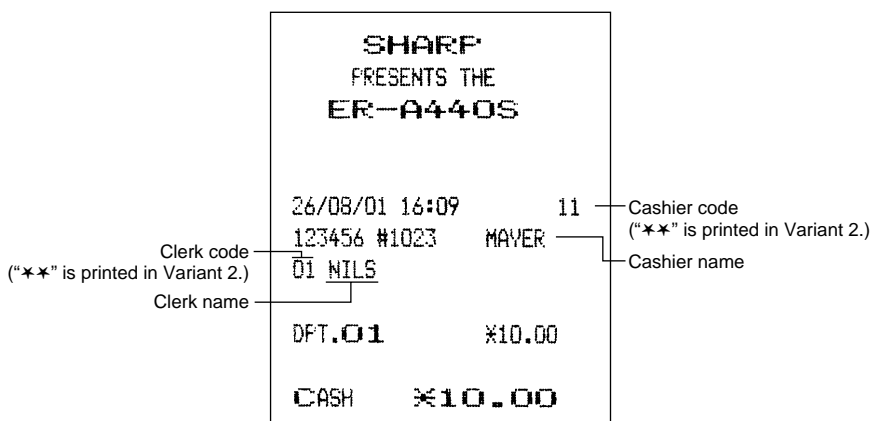 SHARP
PRESENTS THE
ER-A440S
26/08/01 16:09 11
123456 #1023 MAYER
01 NILS
DPT.01 ✱10.00
CASH ✱10.00
Clerk code
(“★★” is printed in Variant 2.)
Clerk name
Cashier code
(“★★” is printed in Variant 2.)
Cashier name